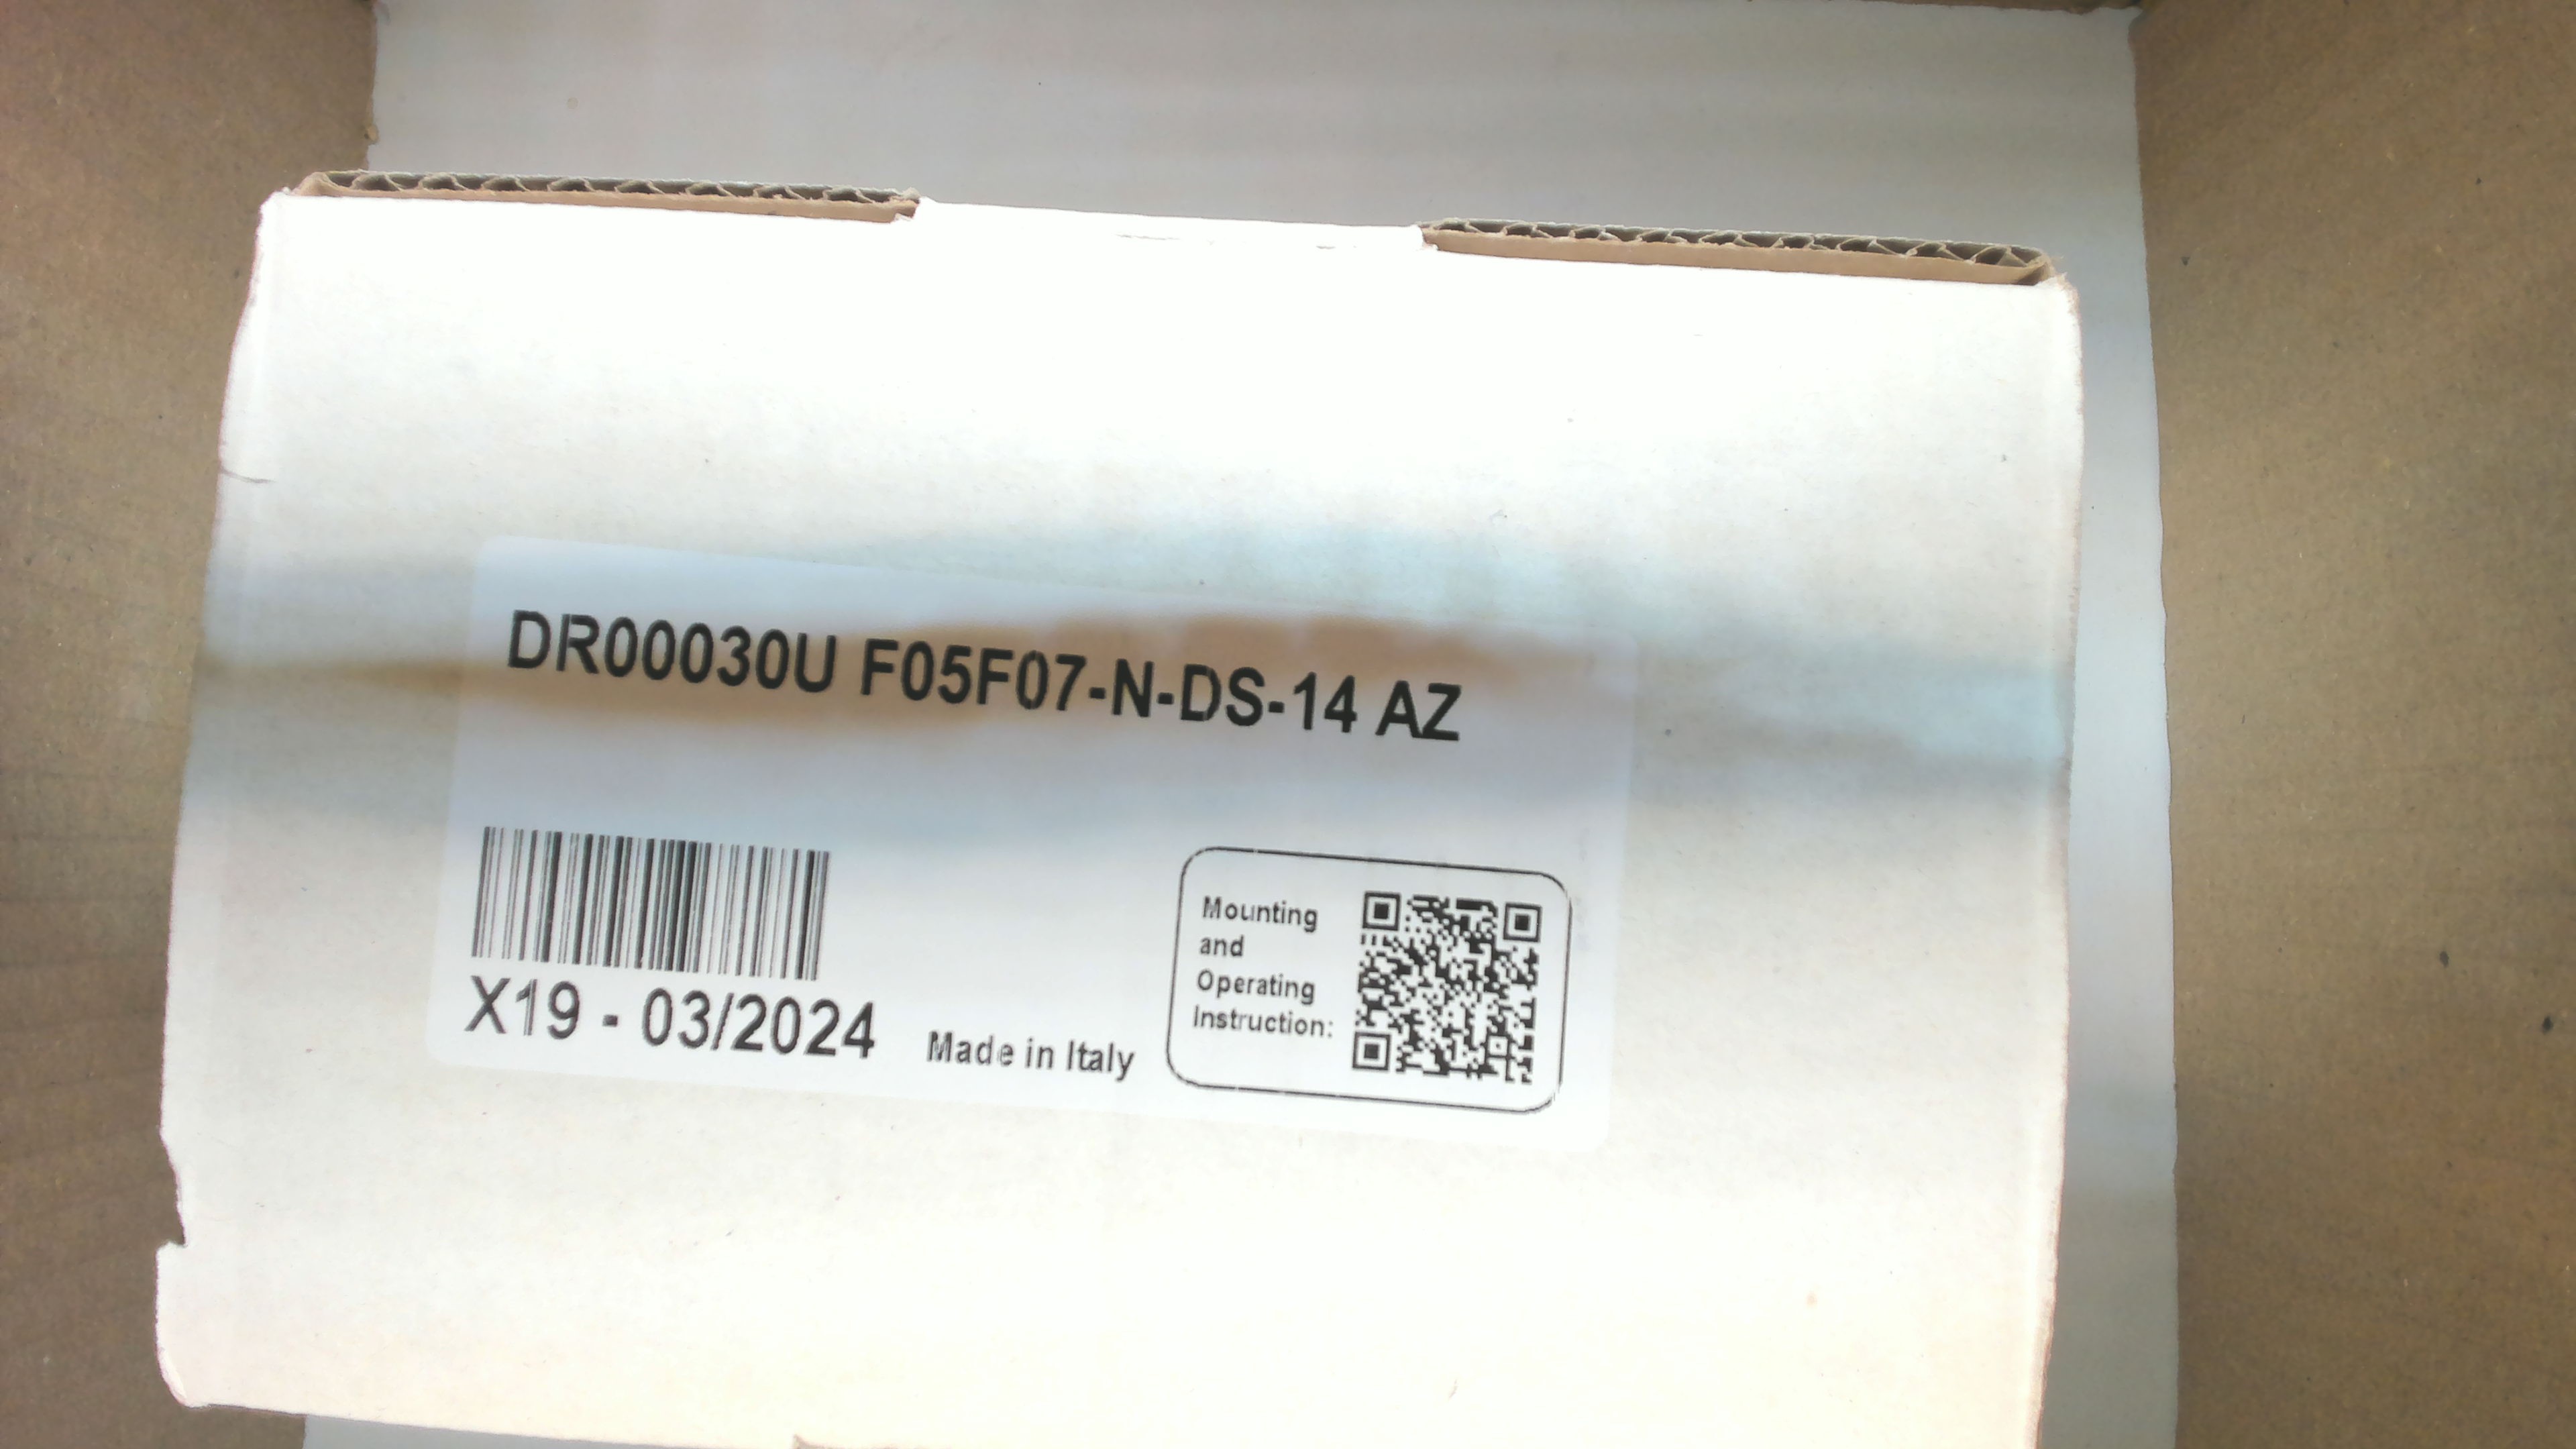 DR00030U F05F07-N-DS-14 AZ
X19 - 03/2024
Made in Italy
Mounting
and
Operating
Instruction: